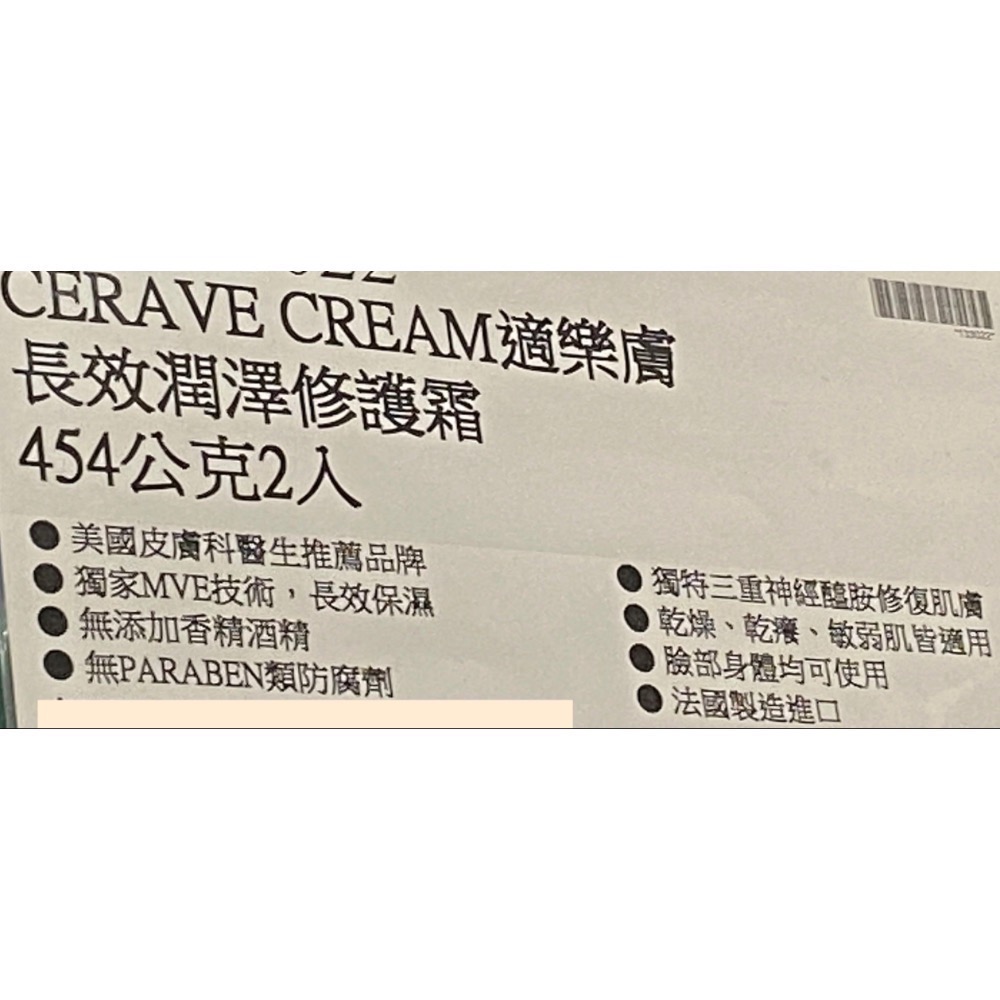 CERAVE CREAM適樂膚
長效潤澤修護霜
454公克2入
● 美國皮膚科醫生推薦品牌
● 獨家MVE技術，長效保濕
● 無添加香精酒精
● 無PARABEN類防腐劑
● 獨特三重神經醯胺修復肌膚
● 乾燥、乾癢、敏弱肌皆適用
● 臉部身體均可使用
● 法國製造進口